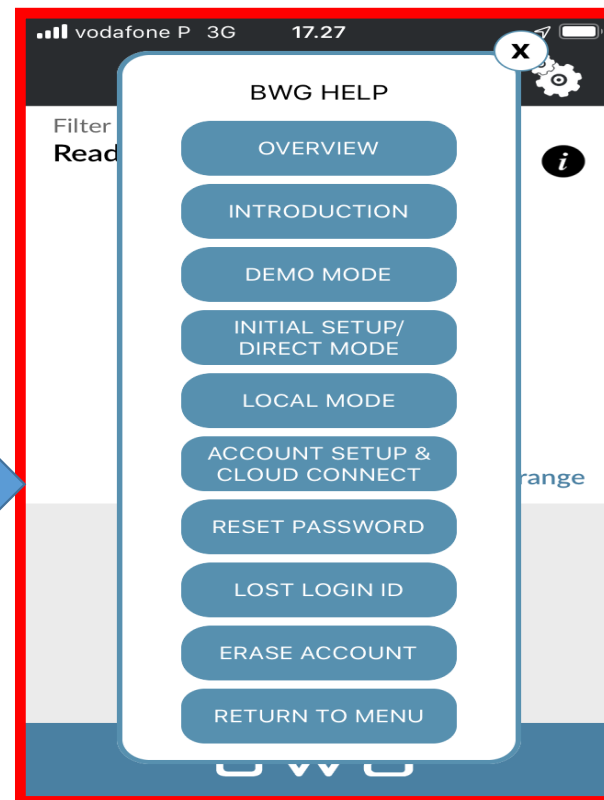 vodafone P 3G 17.27
X
BWG HELP
Filter
Read
i
OVERVIEW
INTRODUCTION
DEMO MODE
INITIAL SETUP/
DIRECT MODE
LOCAL MODE
ACCOUNT SETUP &
CLOUD CONNECT
range
RESET PASSWORD
LOST LOGIN ID
ERASE ACCOUNT
RETURN TO MENU